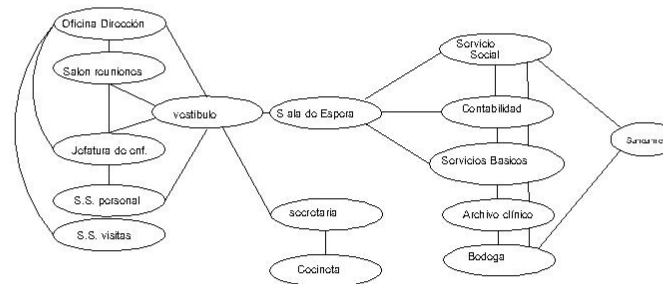 Oficina Dirección
Salon reuniones
Jefatura de enf.
S.S. personal
S.S. visitas
vestibulo
Sala de Espera
secretaria
Cocineta
Servicio
Social
Contabilidad
Servicios Basicos
Archivo clínico
Bodega